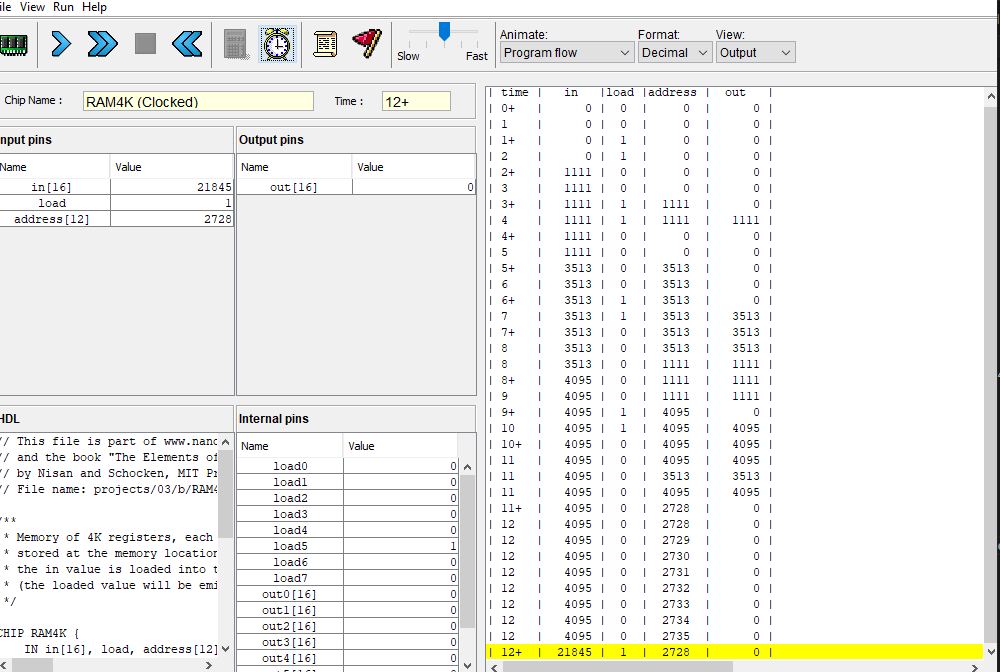 ile View Run Help
Slow Fast
Animate: Format: View:
Program flow Decimal Output
Chip Name : RAM4K (Clocked) Time : 12+
nput pins
Name Value
in[16] 21845
load 1
address[12] 2728
Output pins
Name Value
out[16] 0
HDL
// This file is part of www.nand
// and the book "The Elements of
// by Nisan and Schocken, MIT Pr
// File name: projects/03/b/RAM4
/**
* Memory of 4K registers, each
* stored at the memory location
* the in value is loaded into t
* (the loaded value will be emi
*/
CHIP RAM4K {
IN in[16], load, address[12]
Internal pins
Name Value
load0 0
load1 0
load2 0
load3 0
load4 0
load5 1
load6 0
load7 0
out0[16] 0
out1[16] 0
out2[16] 0
out3[16] 0
out4[16] 0
| time | in |load |address | out |
| 0+ | 0 | 0 | 0 | 0 |
| 1 | 0 | 0 | 0 | 0 |
| 1+ | 0 | 1 | 0 | 0 |
| 2 | 0 | 1 | 0 | 0 |
| 2+ | 1111 | 0 | 0 | 0 |
| 3 | 1111 | 0 | 0 | 0 |
| 3+ | 1111 | 1 | 1111 | 0 |
| 4 | 1111 | 1 | 1111 | 1111 |
| 4+ | 1111 | 0 | 0 | 0 |
| 5 | 1111 | 0 | 0 | 0 |
| 5+ | 3513 | 0 | 3513 | 0 |
| 6 | 3513 | 0 | 3513 | 0 |
| 6+ | 3513 | 1 | 3513 | 0 |
| 7 | 3513 | 1 | 3513 | 3513 |
| 7+ | 3513 | 0 | 3513 | 3513 |
| 8 | 3513 | 0 | 3513 | 3513 |
| 8 | 3513 | 0 | 1111 | 1111 |
| 8+ | 4095 | 0 | 1111 | 1111 |
| 9 | 4095 | 0 | 1111 | 1111 |
| 9+ | 4095 | 1 | 4095 | 0 |
| 10 | 4095 | 1 | 4095 | 4095 |
| 10+ | 4095 | 0 | 4095 | 4095 |
| 11 | 4095 | 0 | 4095 | 4095 |
| 11 | 4095 | 0 | 3513 | 3513 |
| 11 | 4095 | 0 | 4095 | 4095 |
| 11+ | 4095 | 0 | 2728 | 0 |
| 12 | 4095 | 0 | 2728 | 0 |
| 12 | 4095 | 0 | 2729 | 0 |
| 12 | 4095 | 0 | 2730 | 0 |
| 12 | 4095 | 0 | 2731 | 0 |
| 12 | 4095 | 0 | 2732 | 0 |
| 12 | 4095 | 0 | 2733 | 0 |
| 12 | 4095 | 0 | 2734 | 0 |
| 12 | 4095 | 0 | 2735 | 0 |
| 12+ | 21845 | 1 | 2728 | 0 |